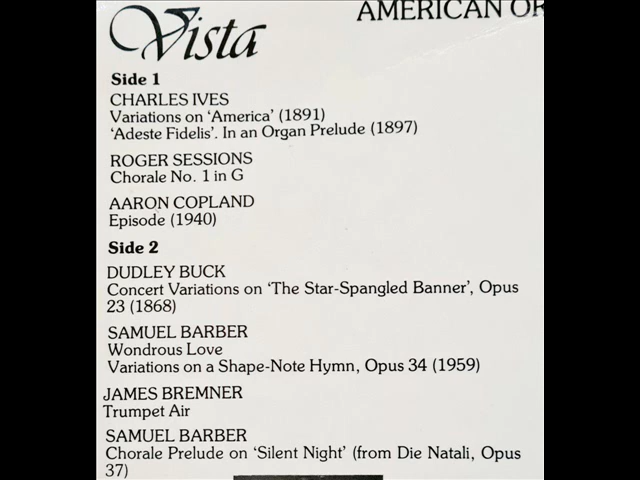 Vista
AMERICAN OR
Side 1
CHARLES IVES
Variations on ‘America’ (1891)
‘Adeste Fidelis’. In an Organ Prelude (1897)
ROGER SESSIONS
Chorale No. 1 in G
AARON COPLAND
Episode (1940)
Side 2
DUDLEY BUCK
Concert Variations on ‘The Star-Spangled Banner’, Opus
23 (1868)
SAMUEL BARBER
Wondrous Love
Variations on a Shape-Note Hymn, Opus 34 (1959)
JAMES BREMNER
Trumpet Air
SAMUEL BARBER
Chorale Prelude on ‘Silent Night’ (from Die Natali, Opus
37)